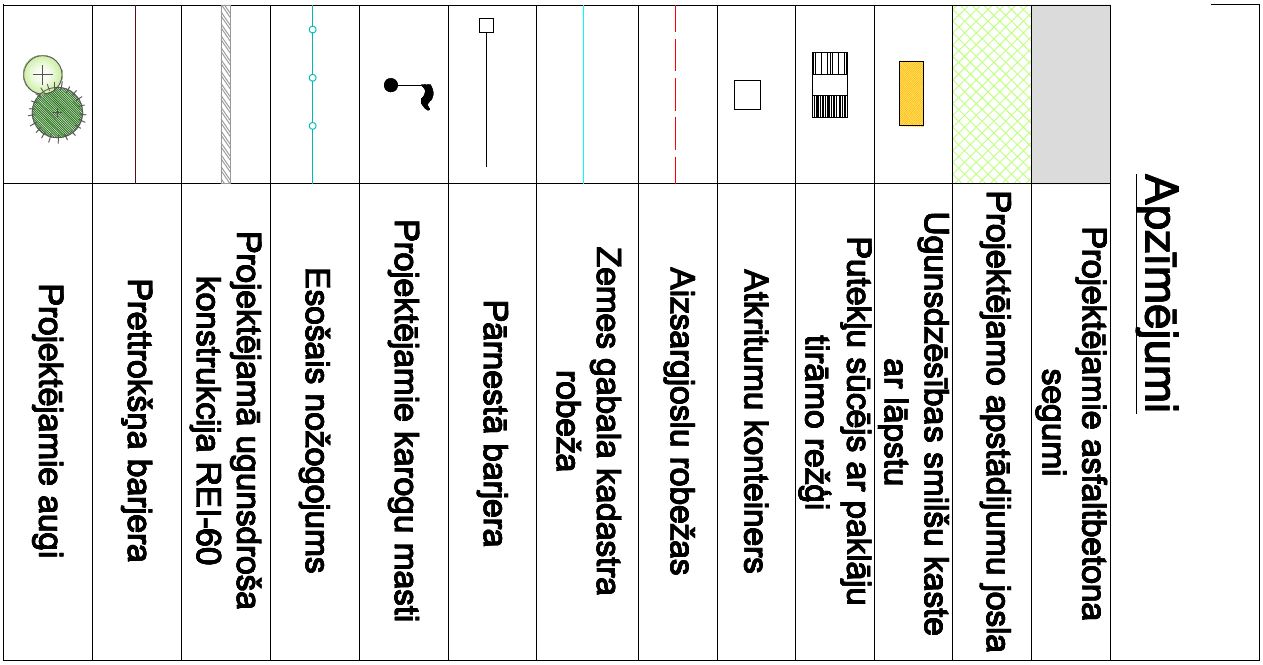 Apzīmējumi
Projektējamie asfaltbetona
segumi
Projektējamo apstādījumu josla
Ugunsdzēsības smilšu kaste
ar lāpstu
Putekļu sūcējs ar paklāju
tirāmo režģi
Atkritumu konteiners
Aizsargjoslu robežas
Zemes gabala kadastra
robeža
Pārnestā barjera
Projektējamie karogu masti
Esošais nožogojums
Projektējamā ugunsdroša
konstrukcija REI-60
Prettrokšņa barjera
Projektējamie augi